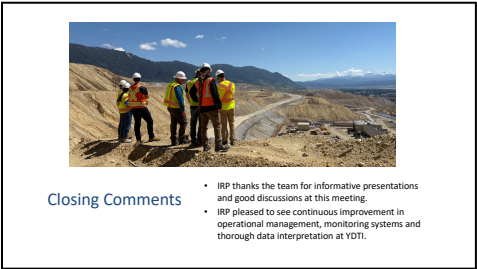 Closing Comments
• IRP thanks the team for informative presentations
and good discussions at this meeting.
• IRP pleased to see continuous improvement in
operational management, monitoring systems and
thorough data interpretation at YDTI.